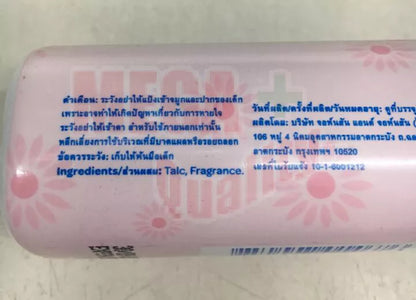 คำเตือน: ระวังอย่าให้แป้งเข้าจมูกและปากของเด็ก
เพราะอาจทำให้เกิดปัญหาเกี่ยวกับการหายใจ
ระวังอย่าให้เข้าตา สำหรับใช้ภายนอกเท่านั้น
หลีกเลี่ยงการใช้บริเวณที่มีบาดแผลหรือรอยถลอก
ข้อควรระวัง: เก็บให้พ้นมือเด็ก
Ingredients/ส่วนผสม: Talc, Fragrance.
วันที่ผลิต/ครั้งที่ผลิต/วันหมดอายุ: ดูที่บรรจุ
ผลิตโดย: บริษัท จอห์นสัน แอนด์ จอห์นสัน
106 หมู่ 4 นิคมอุตสาหกรรมลาดกระบัง ถ.ฉล
ลาดกระบัง กรุงเทพฯ 10520
เลขที่ใบรับแจ้ง 10-1-6001212
MEGA+
Quality